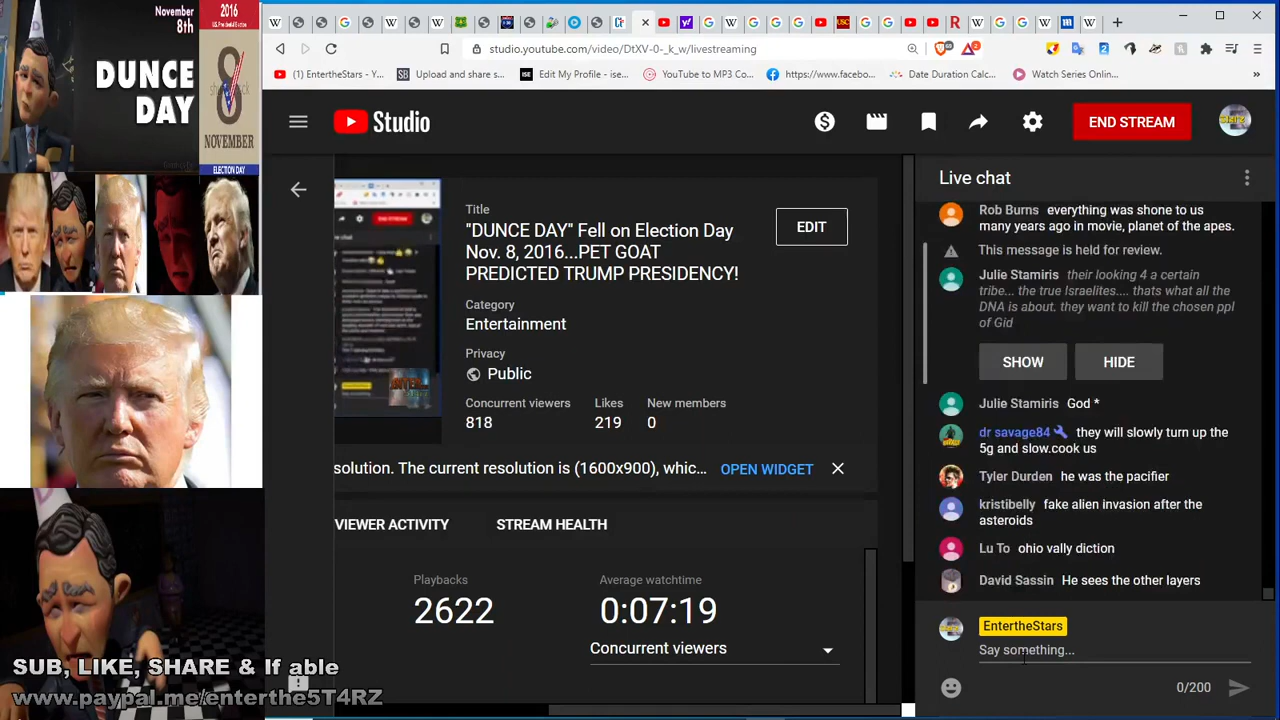 November
8th
DUNCE
DAY
2016
U.S. Presidential
8
NOVEMBER
ELECTION DAY
SUB, LIKE, SHARE & If able
www.paypal.me/enterthe5T4RZ
studio.youtube.com/video/DtXV-0-_k_w/livestreaming
(1) EntertheStars - Y...
Upload and share s...
Edit My Profile - ise...
YouTube to MP3 Co...
https://www.facebo...
Date Duration Calc...
Watch Series Onlin...
Studio
END STREAM
Title
"DUNCE DAY" Fell on Election Day
Nov. 8, 2016...PET GOAT
PREDICTED TRUMP PRESIDENCY!
EDIT
Category
Entertainment
Privacy
Public
Concurrent viewers Likes New members
818 219 0
solution. The current resolution is (1600x900), whic... OPEN WIDGET
VIEWER ACTIVITY STREAM HEALTH
Playbacks Average watchtime
2622 0:07:19
Concurrent viewers
Live chat
Rob Burns everything was shone to us
many years ago in movie, planet of the apes.
This message is held for review.
Julie Stamiris their looking 4 a certain
tribe... the true Israelites.... thats what all the
DNA is about. they want to kill the chosen ppl
of Gid
SHOW HIDE
Julie Stamiris God *
dr savage84 they will slowly turn up the
5g and slow.cook us
Tyler Durden he was the pacifier
kristibelly fake alien invasion after the
asteroids
Lu To ohio vally diction
David Sassin He sees the other layers
EntertheStars
Say something...
0/200